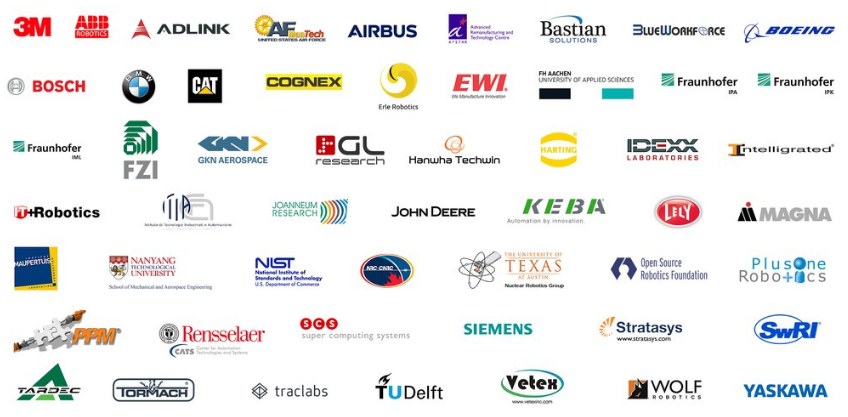 3M
ABB
ROBOTICS
ADLINK
AF
ManTech
UNITED STATES AIR FORCE
AIRBUS
A*STAR
Advanced
Remanufacturing and
Technology Centre
Bastian
SOLUTIONS
BLUEWORKFORCE
BOEING
BOSCH
BMW
CAT
COGNEX
Erle Robotics
EWI
We Manufacture Innovation
FH AACHEN
UNIVERSITY OF APPLIED SCIENCES
Fraunhofer
IPA
Fraunhofer
IPK
Fraunhofer
IML
FZI
GKN
GKN AEROSPACE
GL
research
Hanwha Techwin
HARTING
IDEXX
LABORATORIES
Intelligrated
iT+Robotics
ITIA
JOANNEUM
RESEARCH
JOHN DEERE
KEBA
Automation by innovation.
LELY
MAGNA
INSTITUT
MAUPERTUIS
NANYANG
TECHNOLOGICAL
UNIVERSITY
School of Mechanical and Aerospace Engineering
NIST
National Institute of
Standards and Technology
U.S. Department of Commerce
NRC-CNRC
THE UNIVERSITY OF
TEXAS
AT AUSTIN
Nuclear Robotics Group
Open Source
Robotics Foundation
PlusOne
Robo+ics
PPM
Rensselaer
CATS
Center for Automation
Technologies and Systems
SCS
super computing systems
SIEMENS
Stratasys
www.stratasys.com
SwRI
TARDEC
TORMACH
traclabs
TUDelft
Vetex
www.vetexinc.com
WOLF
ROBOTICS
YASKAWA